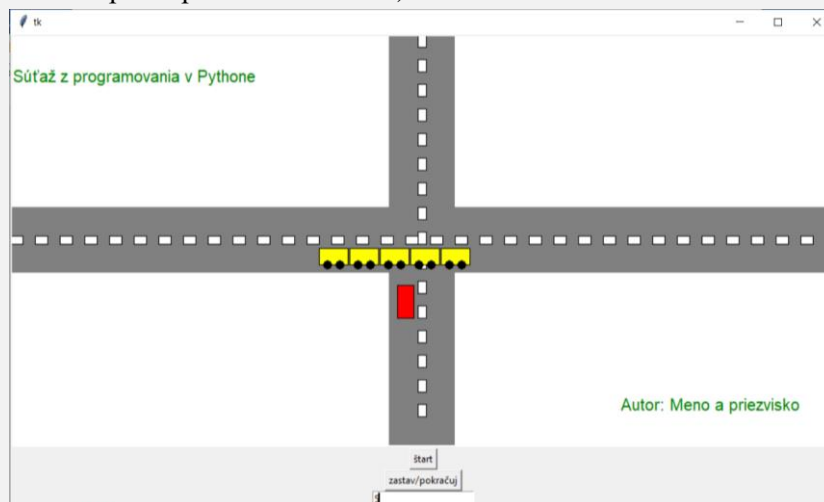 tk
Súťaž z programovania v Pythone
Autor: Meno a priezvisko
štart
zastav/pokračuj